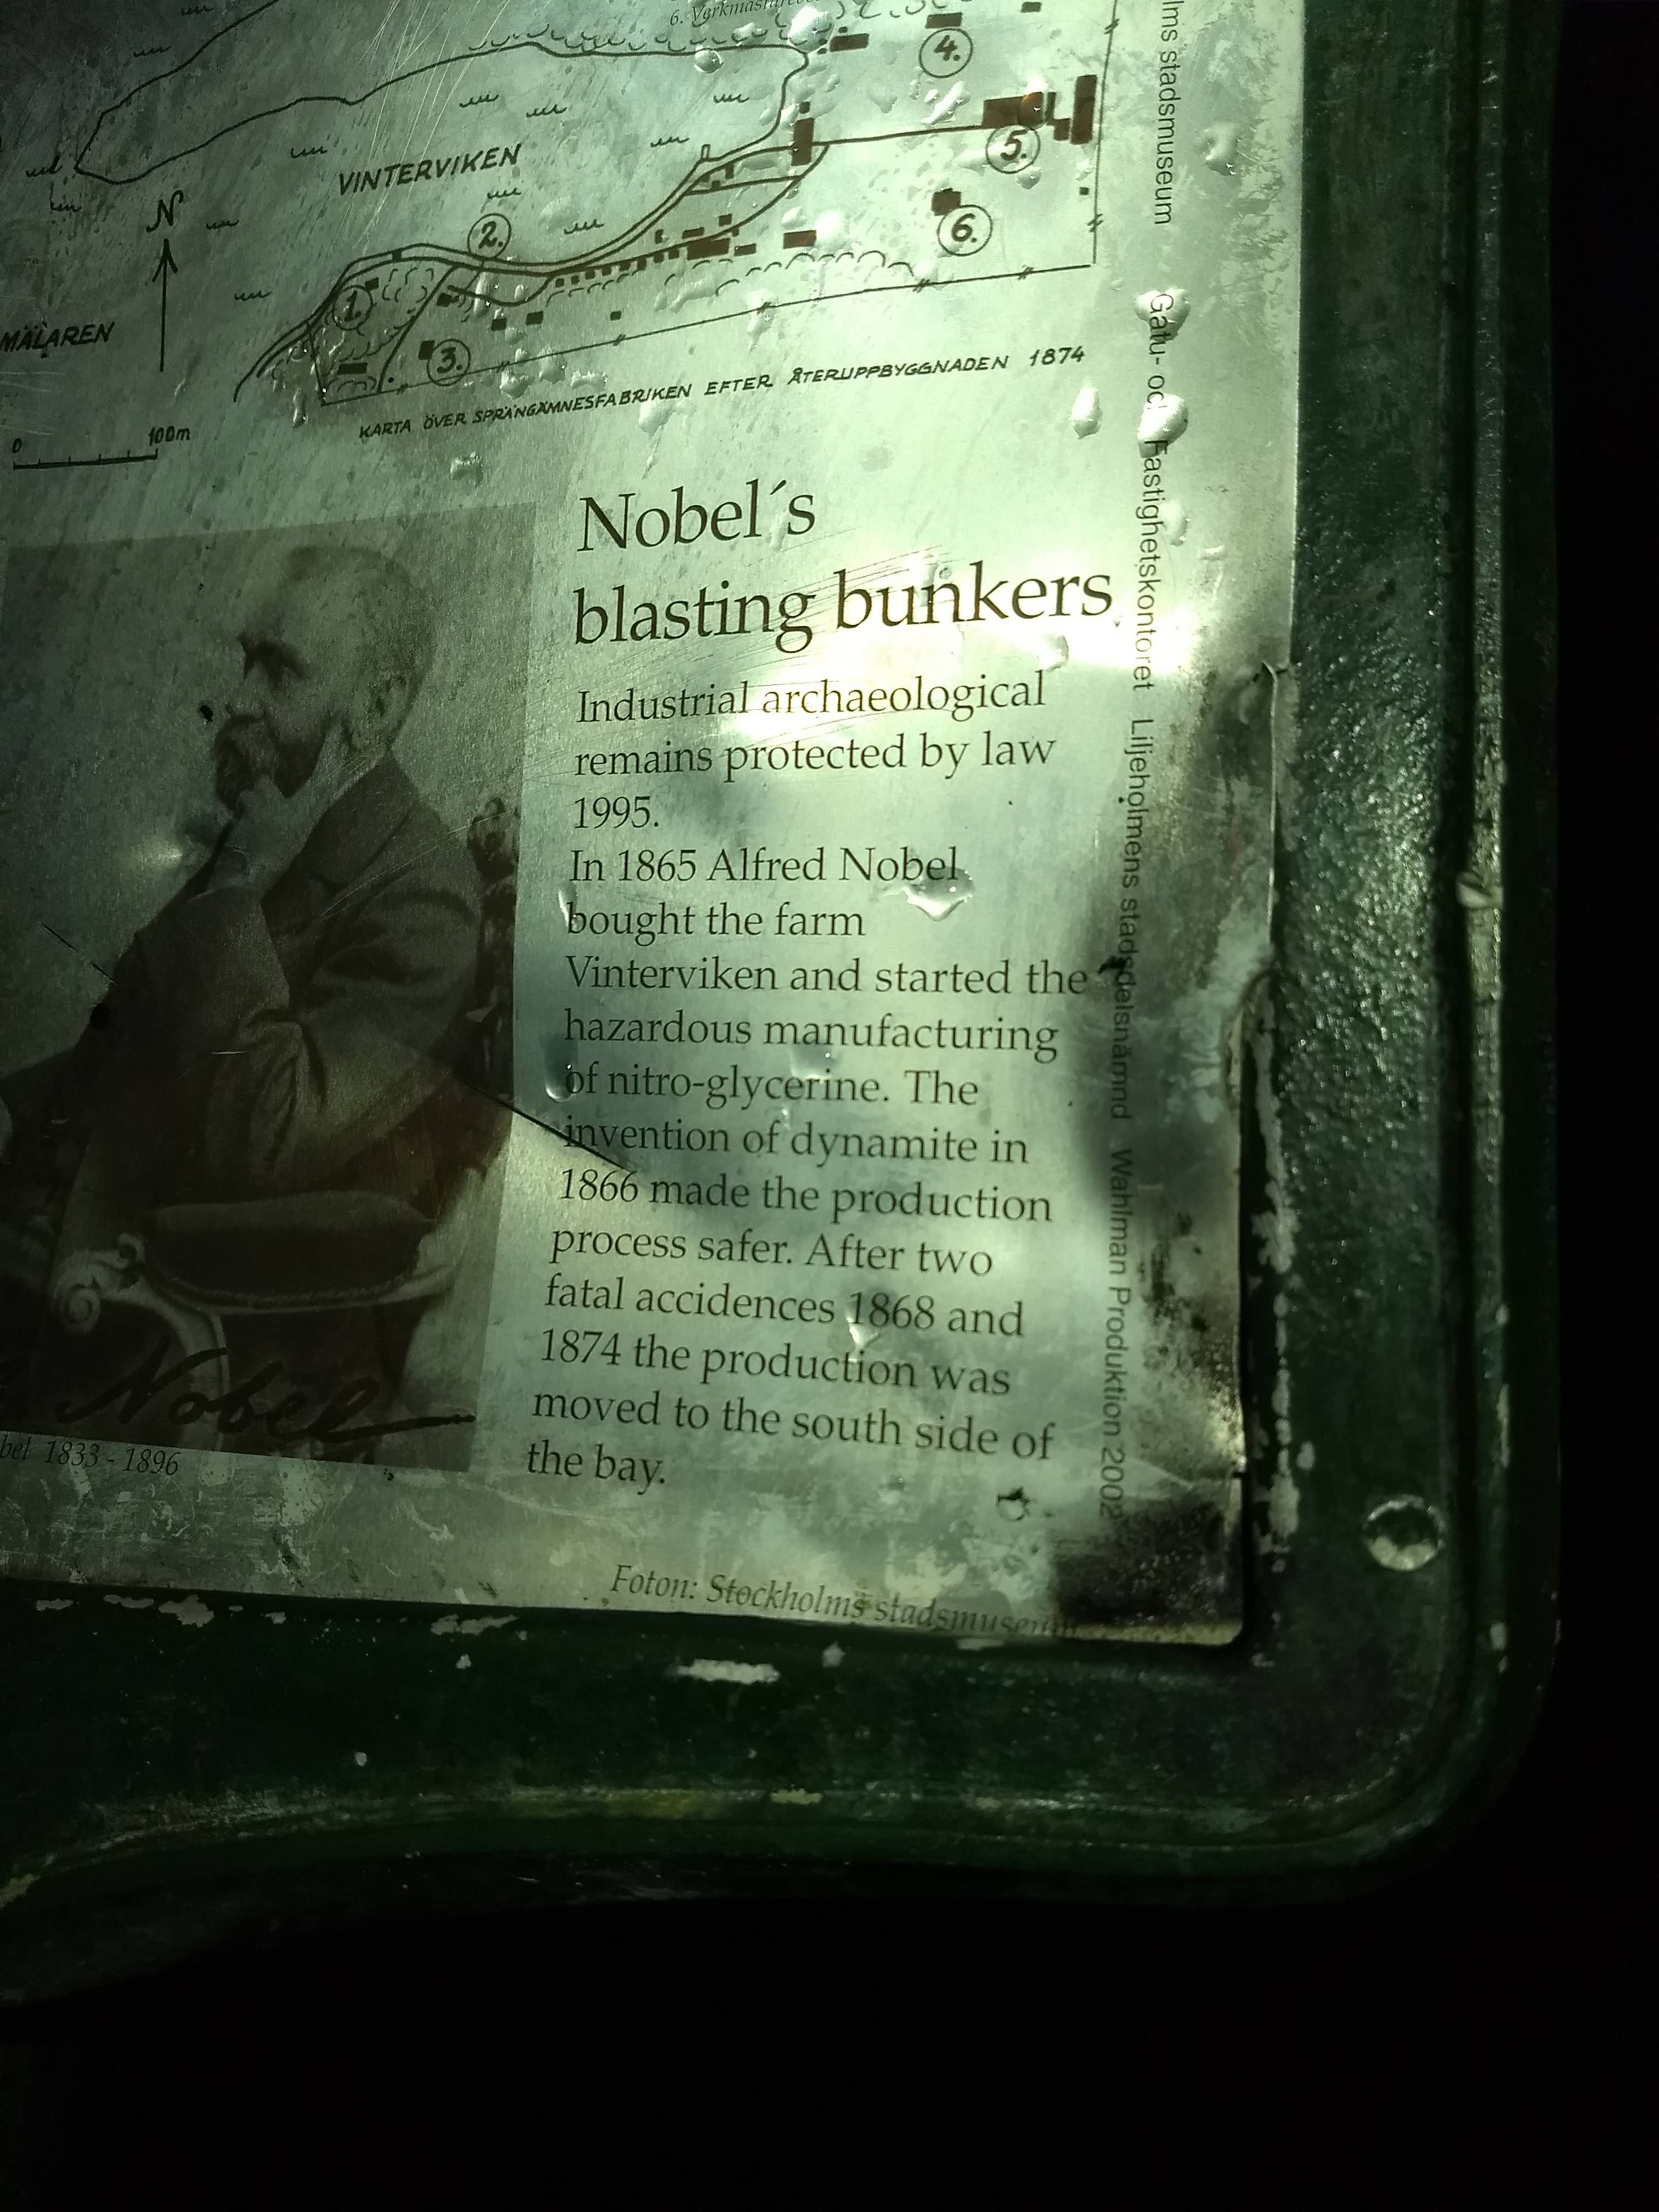 6. Verkmästare
VINTERVIKEN
N
MÄLAREN
1.
2.
3.
4.
5.
6.
0 100m
KARTA ÖVER SPRÄNGÄMNESFABRIKEN EFTER ÅTERUPPBYGGNADEN 1874
Nobel´s
blasting bunkers
Industrial archaeological
remains protected by law
1995.
In 1865 Alfred Nobel
bought the farm
Vinterviken and started the
hazardous manufacturing
of nitro-glycerine. The
invention of dynamite in
1866 made the production
process safer. After two
fatal accidences 1868 and
1874 the production was
moved to the south side of
the bay.
Nobel
bel 1833 - 1896
Foton: Stockholms stadsmuseum
lms stadsmuseum Gatu- och Fastighetskontoret Liljeholmens stadsdelsnämnd Wahlman Produktion 2002